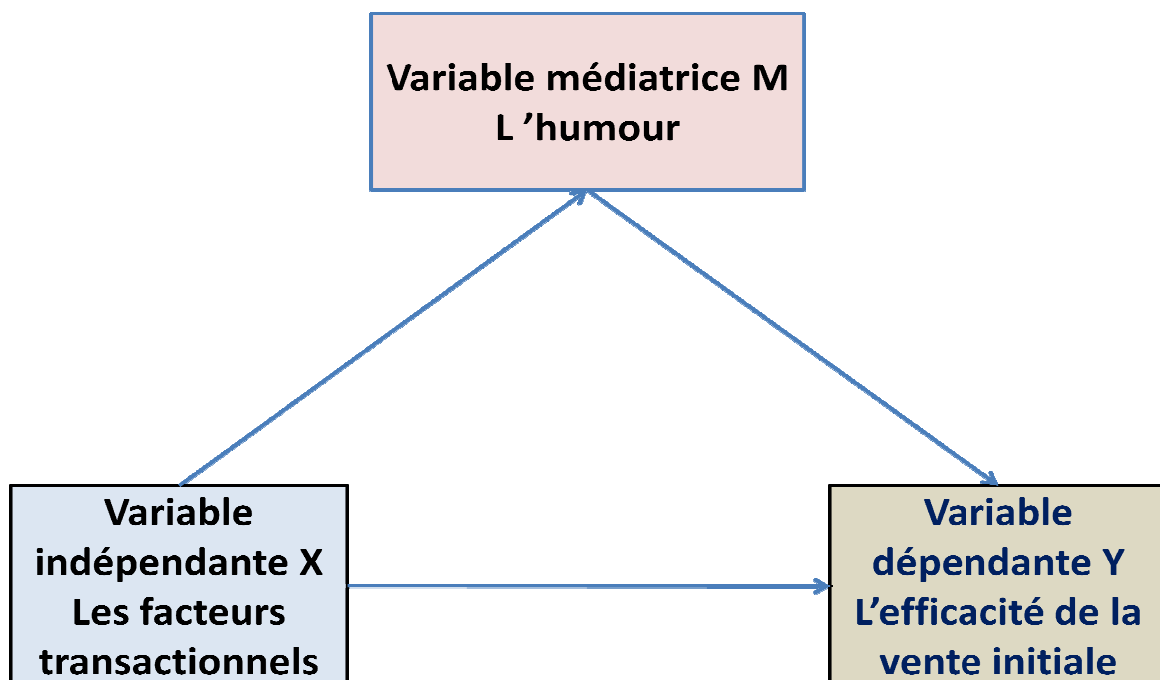 Variable médiatrice M
L ’humour
Variable
indépendante X
Les facteurs
transactionnels
Variable
dépendante Y
L’efficacité de la
vente initiale